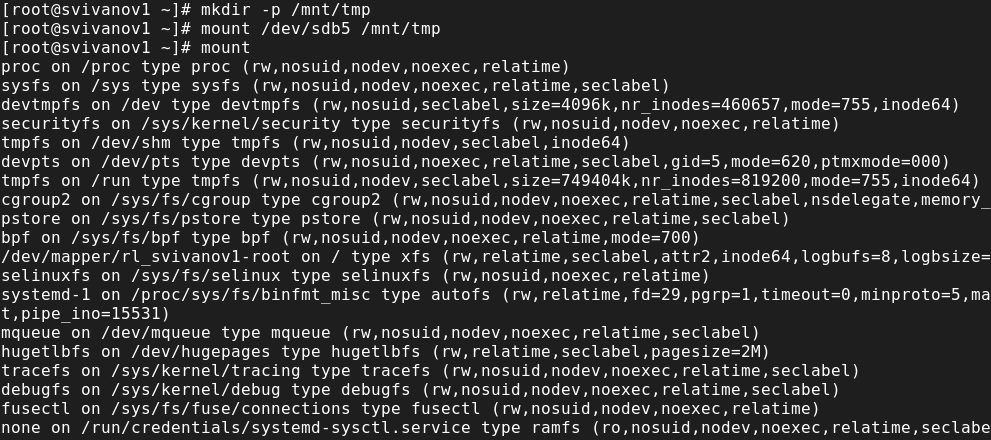 [root@svivanov1 ~]# mkdir -p /mnt/tmp
[root@svivanov1 ~]# mount /dev/sdb5 /mnt/tmp
[root@svivanov1 ~]# mount
proc on /proc type proc (rw,nosuid,nodev,noexec,relatime)
sysfs on /sys type sysfs (rw,nosuid,nodev,noexec,relatime,seclabel)
devtmpfs on /dev type devtmpfs (rw,nosuid,seclabel,size=4096k,nr_inodes=460657,mode=755,inode64)
securityfs on /sys/kernel/security type securityfs (rw,nosuid,nodev,noexec,relatime)
tmpfs on /dev/shm type tmpfs (rw,nosuid,nodev,seclabel,inode64)
devpts on /dev/pts type devpts (rw,nosuid,noexec,relatime,seclabel,gid=5,mode=620,ptmxmode=000)
tmpfs on /run type tmpfs (rw,nosuid,nodev,seclabel,size=749404k,nr_inodes=819200,mode=755,inode64)
cgroup2 on /sys/fs/cgroup type cgroup2 (rw,nosuid,nodev,noexec,relatime,seclabel,nsdelegate,memory_
pstore on /sys/fs/pstore type pstore (rw,nosuid,nodev,noexec,relatime,seclabel)
bpf on /sys/fs/bpf type bpf (rw,nosuid,nodev,noexec,relatime,mode=700)
/dev/mapper/rl_svivanov1-root on / type xfs (rw,relatime,seclabel,attr2,inode64,logbufs=8,logbsize=
selinuxfs on /sys/fs/selinux type selinuxfs (rw,nosuid,noexec,relatime)
systemd-1 on /proc/sys/fs/binfmt_misc type autofs (rw,relatime,fd=29,pgrp=1,timeout=0,minproto=5,ma
t,pipe_ino=15531)
mqueue on /dev/mqueue type mqueue (rw,nosuid,nodev,noexec,relatime,seclabel)
hugetlbfs on /dev/hugepages type hugetlbfs (rw,relatime,seclabel,pagesize=2M)
tracefs on /sys/kernel/tracing type tracefs (rw,nosuid,nodev,noexec,relatime,seclabel)
debugfs on /sys/kernel/debug type debugfs (rw,nosuid,nodev,noexec,relatime,seclabel)
fusectl on /sys/fs/fuse/connections type fusectl (rw,nosuid,nodev,noexec,relatime)
none on /run/credentials/systemd-sysctl.service type ramfs (ro,nosuid,nodev,noexec,relatime,seclabe